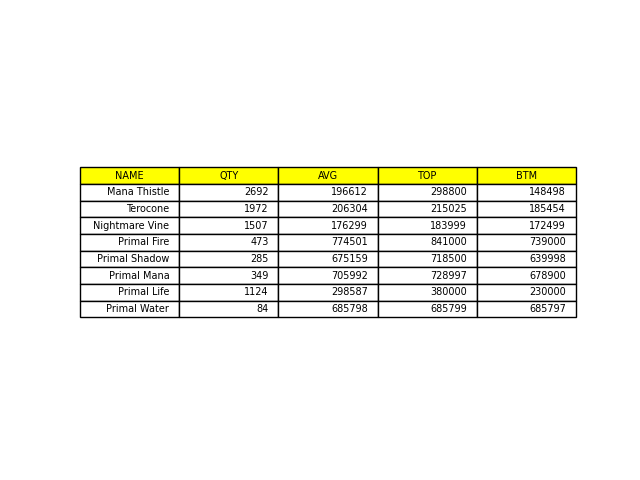 NAME QTY AVG TOP BTM
Mana Thistle 2692 196612 298800 148498
Terocone 1972 206304 215025 185454
Nightmare Vine 1507 176299 183999 172499
Primal Fire 473 774501 841000 739000
Primal Shadow 285 675159 718500 639998
Primal Mana 349 705992 728997 678900
Primal Life 1124 298587 380000 230000
Primal Water 84 685798 685799 685797